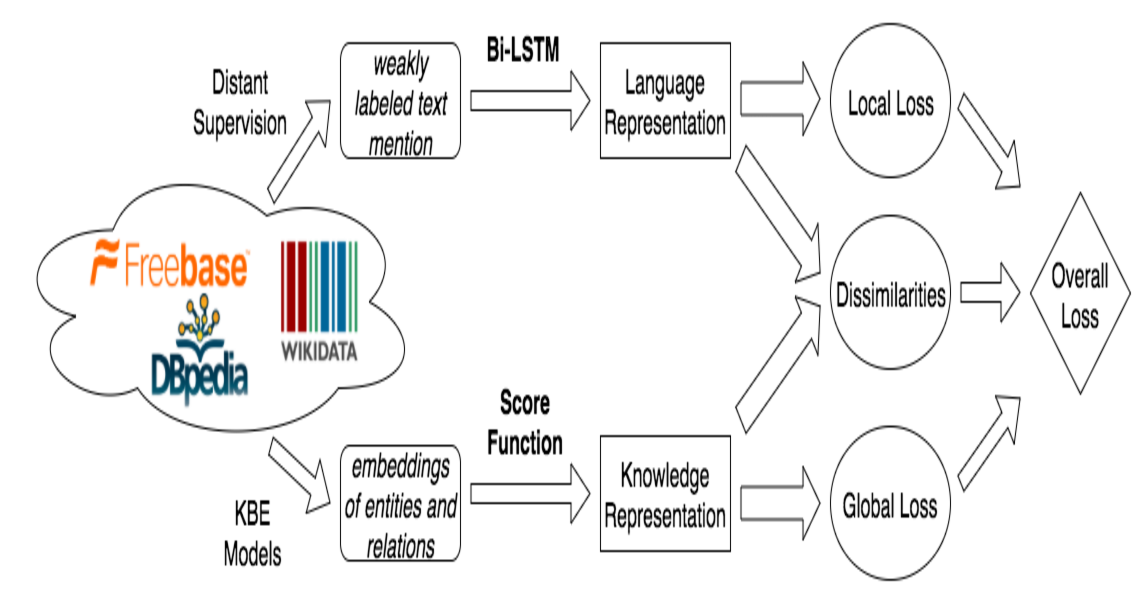 Distant
Supervision
weakly
labeled text
mention
Bi-LSTM
Language
Representation
Local Loss
Freebase™
DBpedia
WIKIDATA
Dissimilarities
Overall
Loss
KBE
Models
embeddings
of entities and
relations
Score
Function
Knowledge
Representation
Global Loss